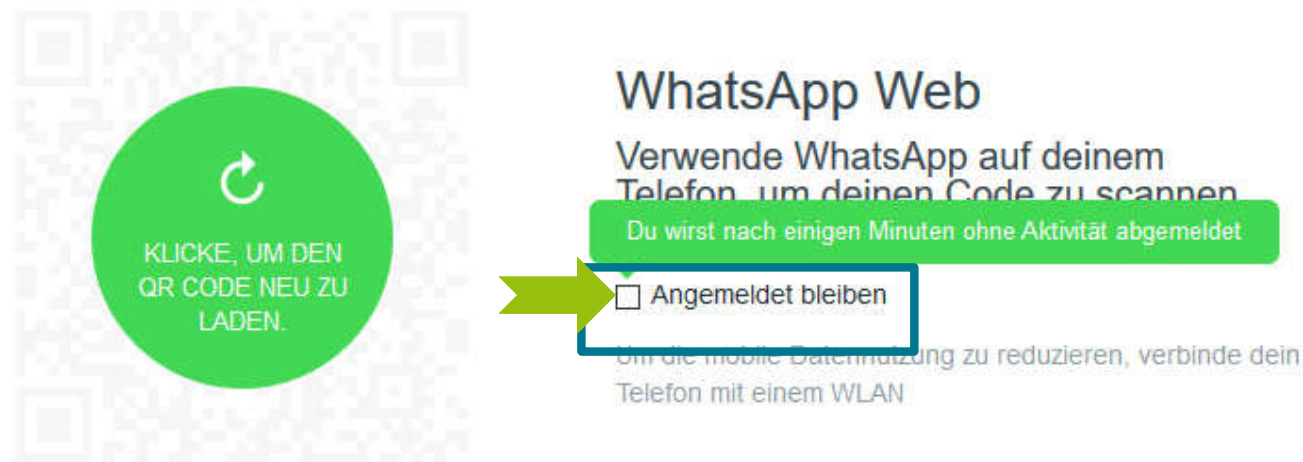 KLICKE, UM DEN
QR CODE NEU ZU
LADEN.
WhatsApp Web
Verwende WhatsApp auf deinem
Telefon, um deinen Code zu scannen
Du wirst nach einigen Minuten ohne Aktivität abgemeldet
Angemeldet bleiben
Um die mobile Datennutzung zu reduzieren, verbinde dein
Telefon mit einem WLAN